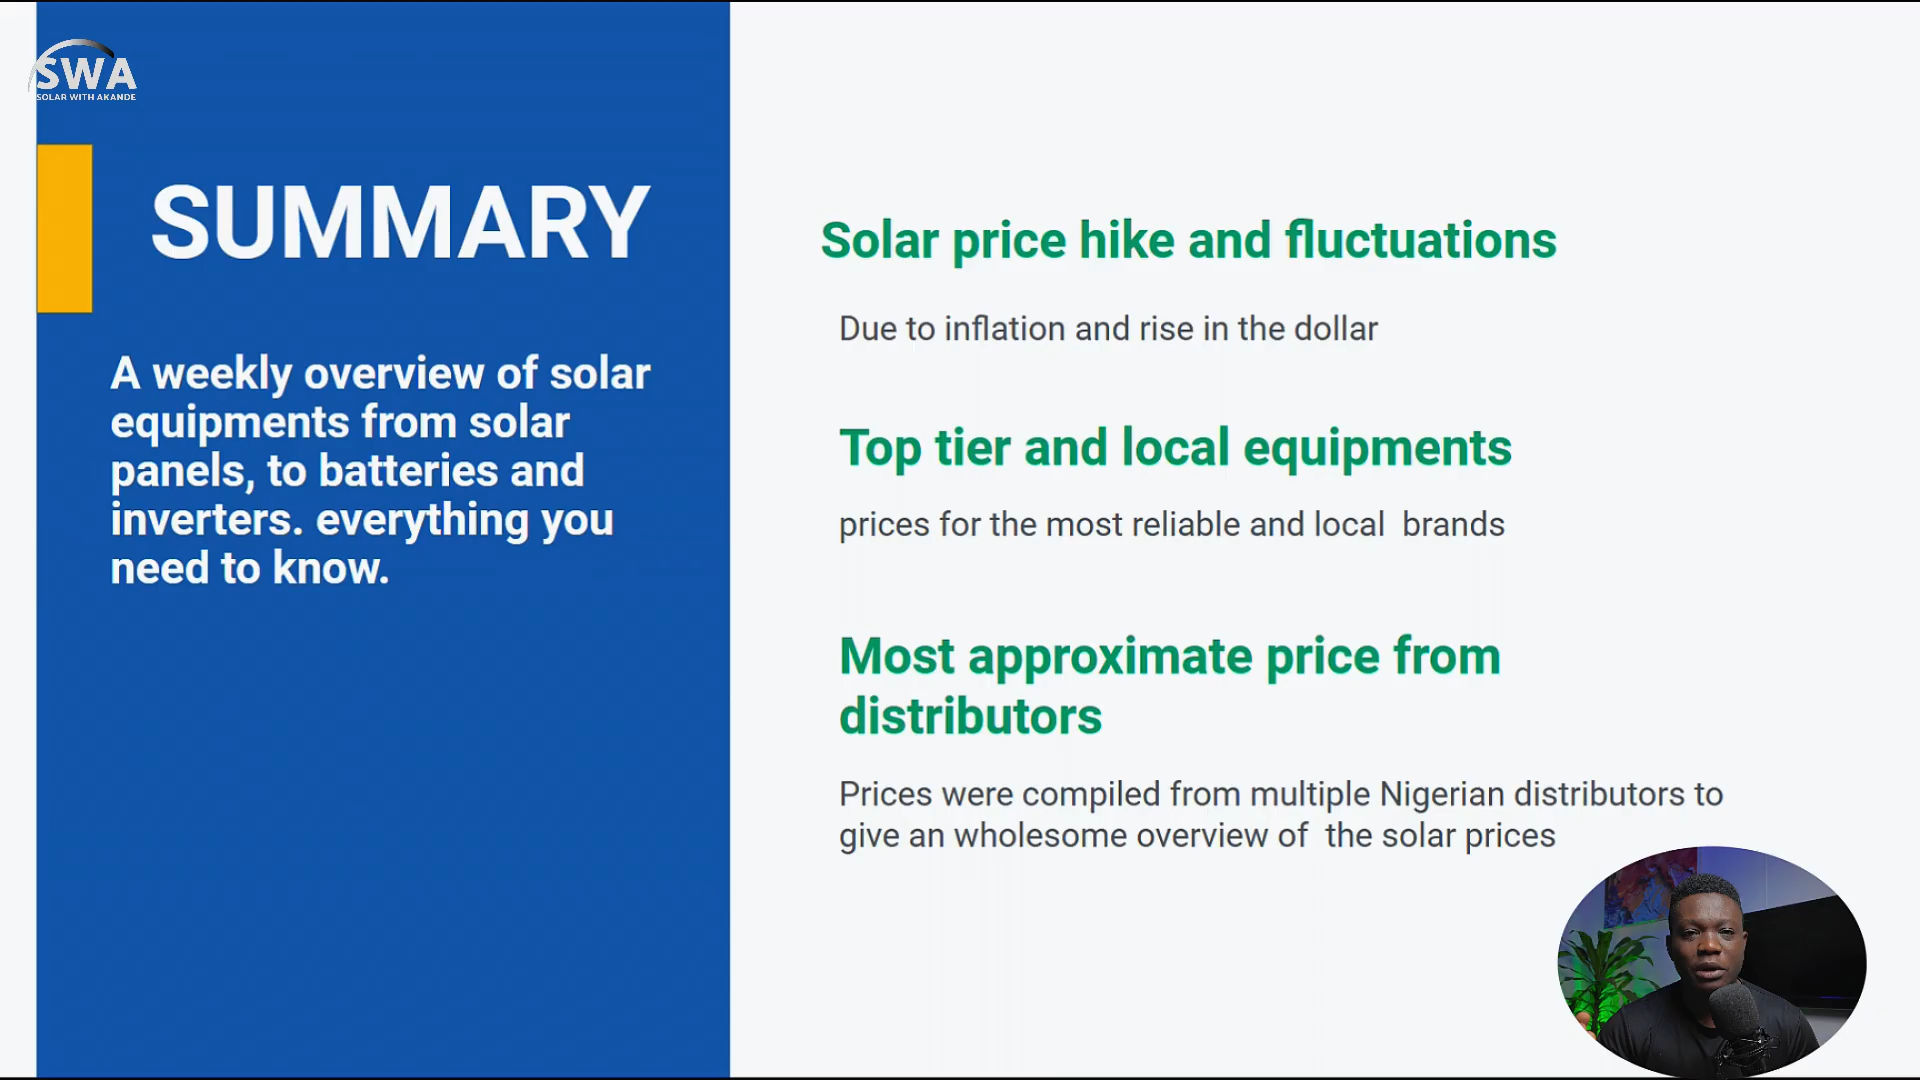 SWA
SOLAR WITH AKANDE
SUMMARY
A weekly overview of solar
equipments from solar
panels, to batteries and
inverters. everything you
need to know.
Solar price hike and fluctuations
Due to inflation and rise in the dollar
Top tier and local equipments
prices for the most reliable and local  brands
Most approximate price from
distributors
Prices were compiled from multiple Nigerian distributors to
give an wholesome overview of  the solar prices